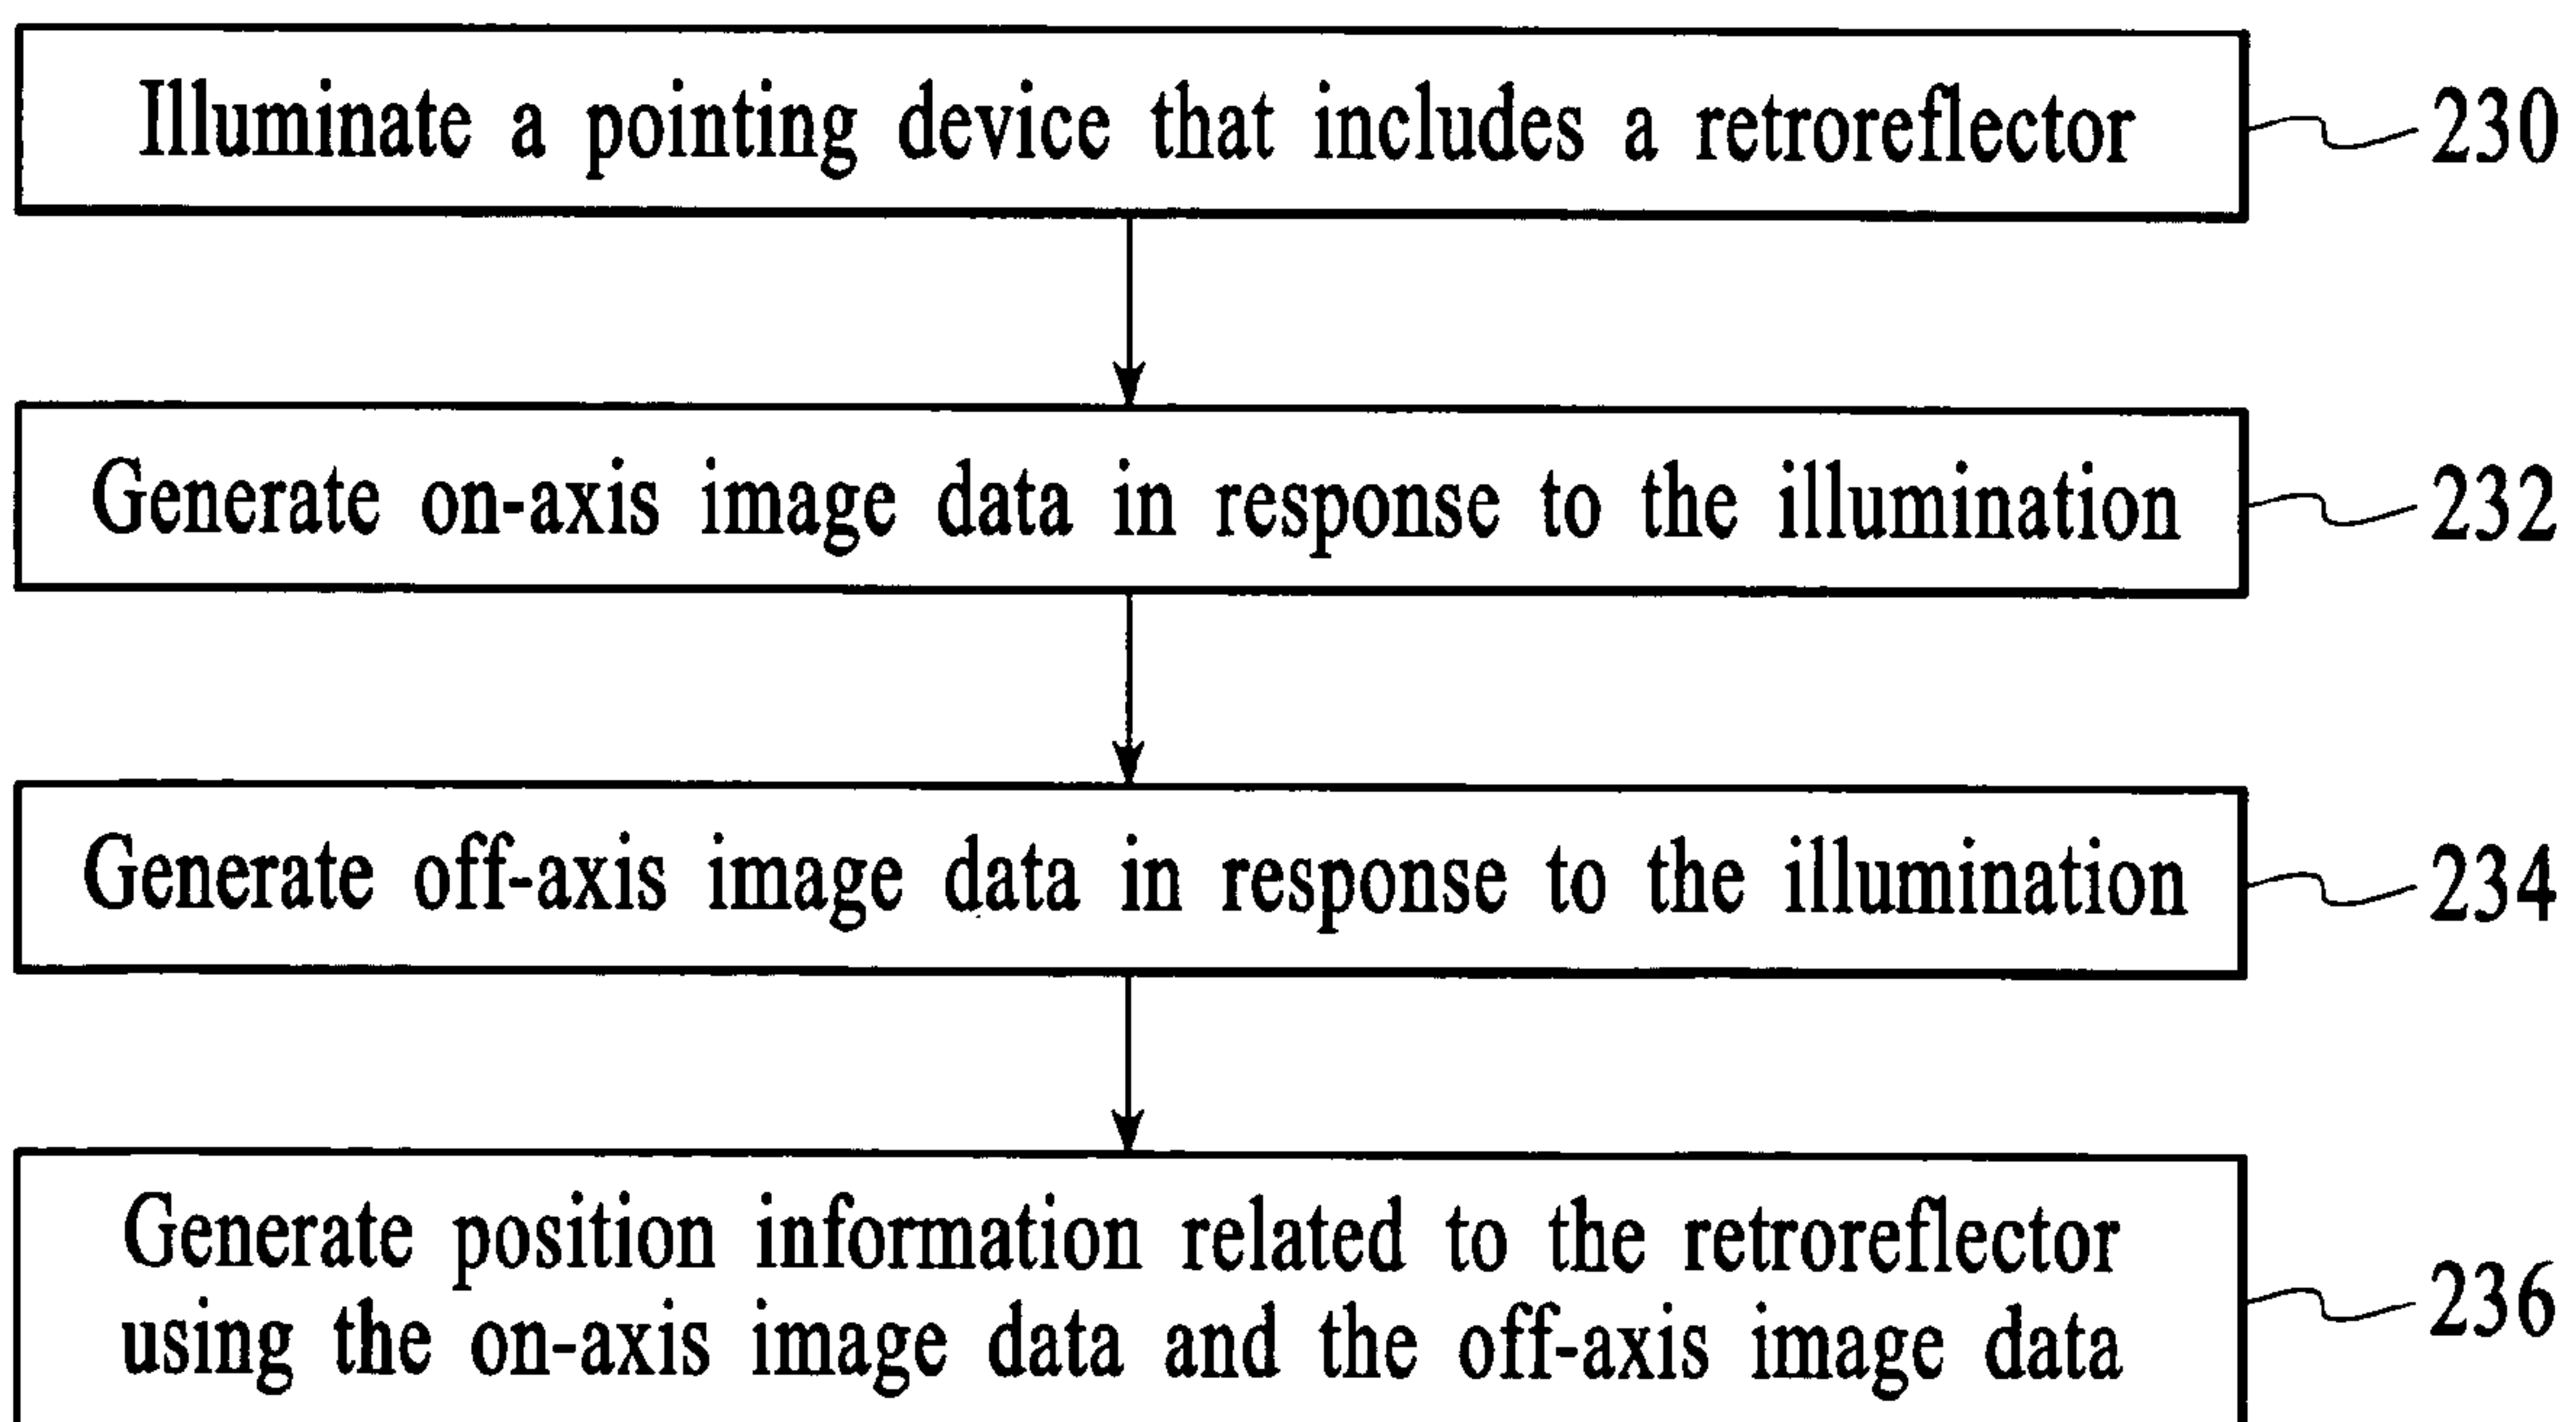 Illuminate a pointing device that includes a retroreflector
230
Generate on-axis image data in response to the illumination
232
Generate off-axis image data in response to the illumination
234
Generate position information related to the retroreflector
using the on-axis image data and the off-axis image data
236